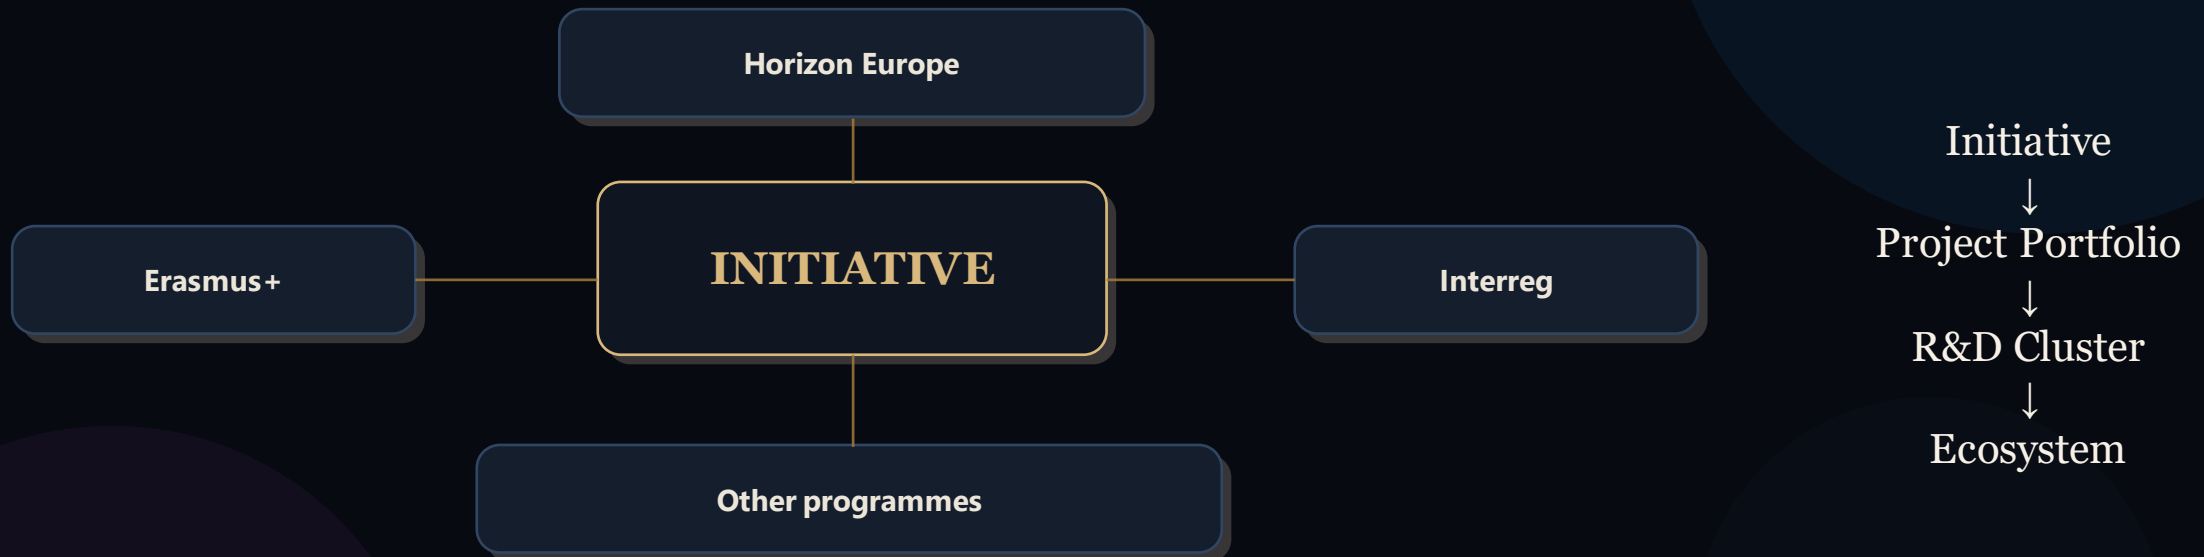 Horizon Europe
Erasmus+
INITIATIVE
Interreg
Other programmes
Initiative
↓
Project Portfolio
↓
R&D Cluster
↓
Ecosystem